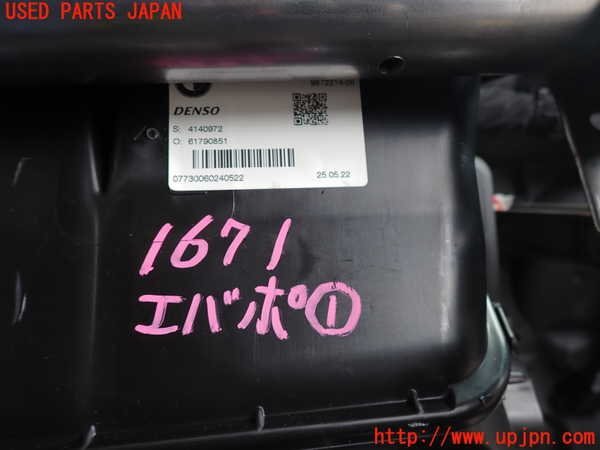 USED PARTS JAPAN
DENSO
S: 4140972
O: 61790851
07730060240522 25.05.22
1671
エバポ①
http://www.upjpn.com/